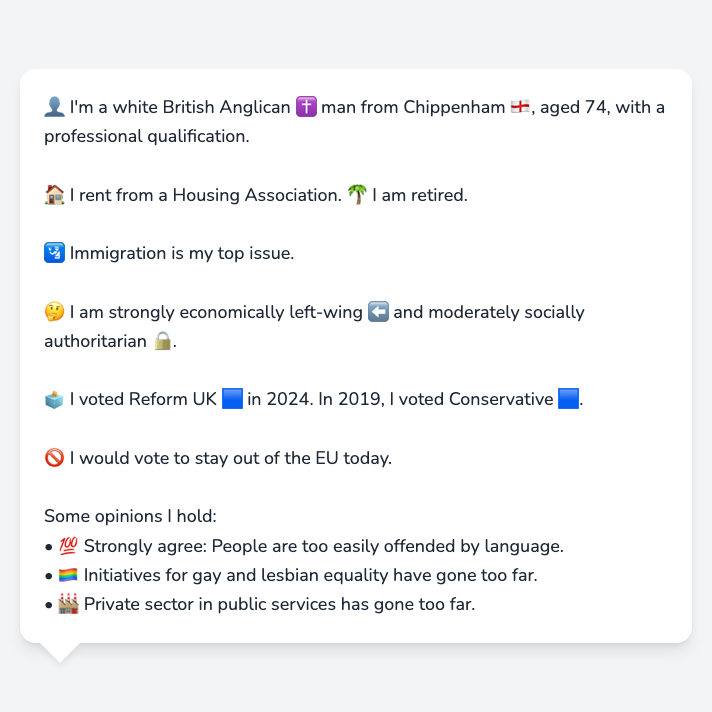 👤 I'm a white British Anglican ✝️ man from Chippenham 🏴󠁧󠁢󠁥󠁮󠁧󠁿, aged 74, with a
professional qualification.
🏠 I rent from a Housing Association. 🌴 I am retired.
🛂 Immigration is my top issue.
🤔 I am strongly economically left-wing ⬅️ and moderately socially
authoritarian 🔒.
🗳️ I voted Reform UK 🟦 in 2024. In 2019, I voted Conservative 🟦.
🚫 I would vote to stay out of the EU today.
Some opinions I hold:
• 💯 Strongly agree: People are too easily offended by language.
• 🏳️‍🌈 Initiatives for gay and lesbian equality have gone too far.
• 🏭 Private sector in public services has gone too far.